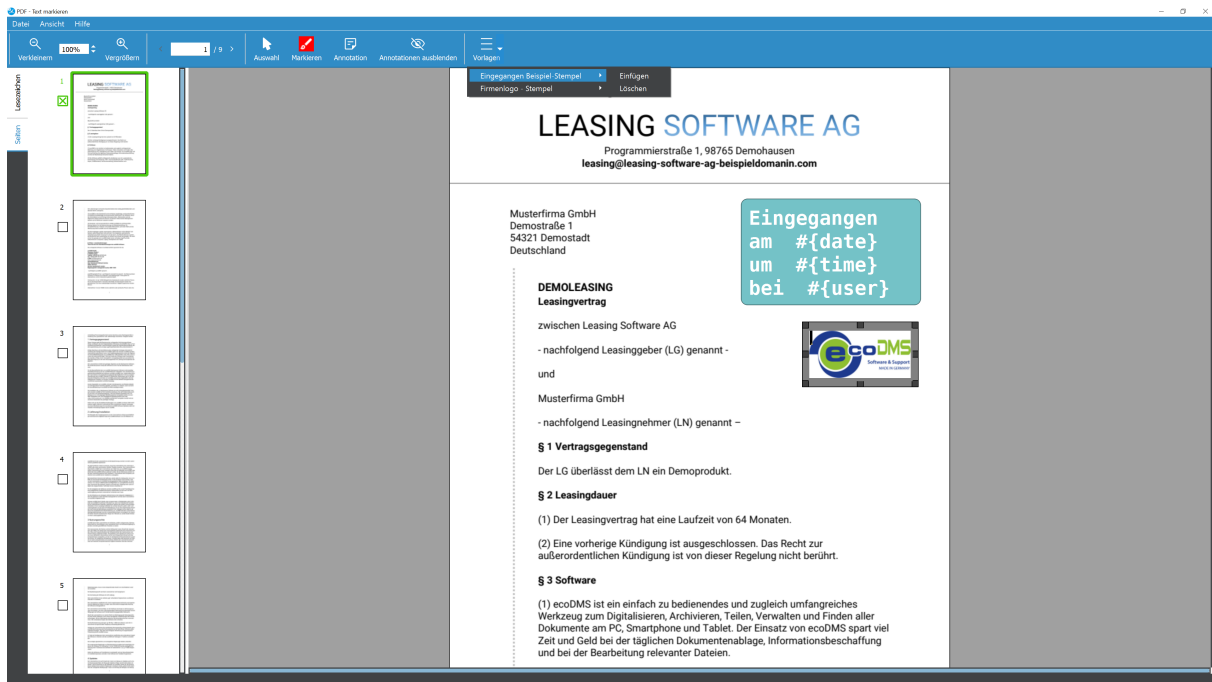 PDF - Text markieren
Datei Ansicht Hilfe
Verkleinern
100%
Vergrößern
1 / 9
Auswahl
Markieren
Annotation
Annotationen ausblenden
Vorlagen
Eingegangen Beispiel-Stempel
Einfügen
Firmenlogo - Stempel
Löschen
Lesezeichen
Seiten
1
2
3
4
5
LEASING SOFTWARE AG
Programmierstraße 1, 98765 Demohausen
leasing@leasing-software-ag-beispieldomanin.com
Musterfirma GmbH
Demostraße 1
54321 Demostadt
Deutschland
Eingegangen
am #{date}
um #{time}
bei #{user}
ecoDMS
Software & Support
MADE IN GERMANY
DEMOLEASING
Leasingvertrag
zwischen Leasing Software AG
- nachfolgend Leasinggeber (LG) genannt -
und
Musterfirma GmbH
- nachfolgend Leasingnehmer (LN) genannt –
§ 1 Vertragsgegenstand
Der LG überlässt dem LN ein Demoprodukt.
§ 2 Leasingdauer
(1) Der Leasingvertrag hat eine Laufzeit von 64 Monaten.
(2) Eine vorherige Kündigung ist ausgeschlossen. Das Recht zur
außerordentlichen Kündigung ist von dieser Regelung nicht berührt.
§ 3 Software
(1) ecoDMS ist ein einfach zu bedienendes und zugleich umfangreiches
Werkzeug zum Digitalisieren, Archivieren, Teilen, Verwalten und Finden aller
Dokumente am PC, Smartphone und Tablet. Der Einsatz von ecoDMS spart viel
Zeit und Geld bei der täglichen Dokumentenablage, Informationsbeschaffung
und bei der Bearbeitung relevanter Dateien.